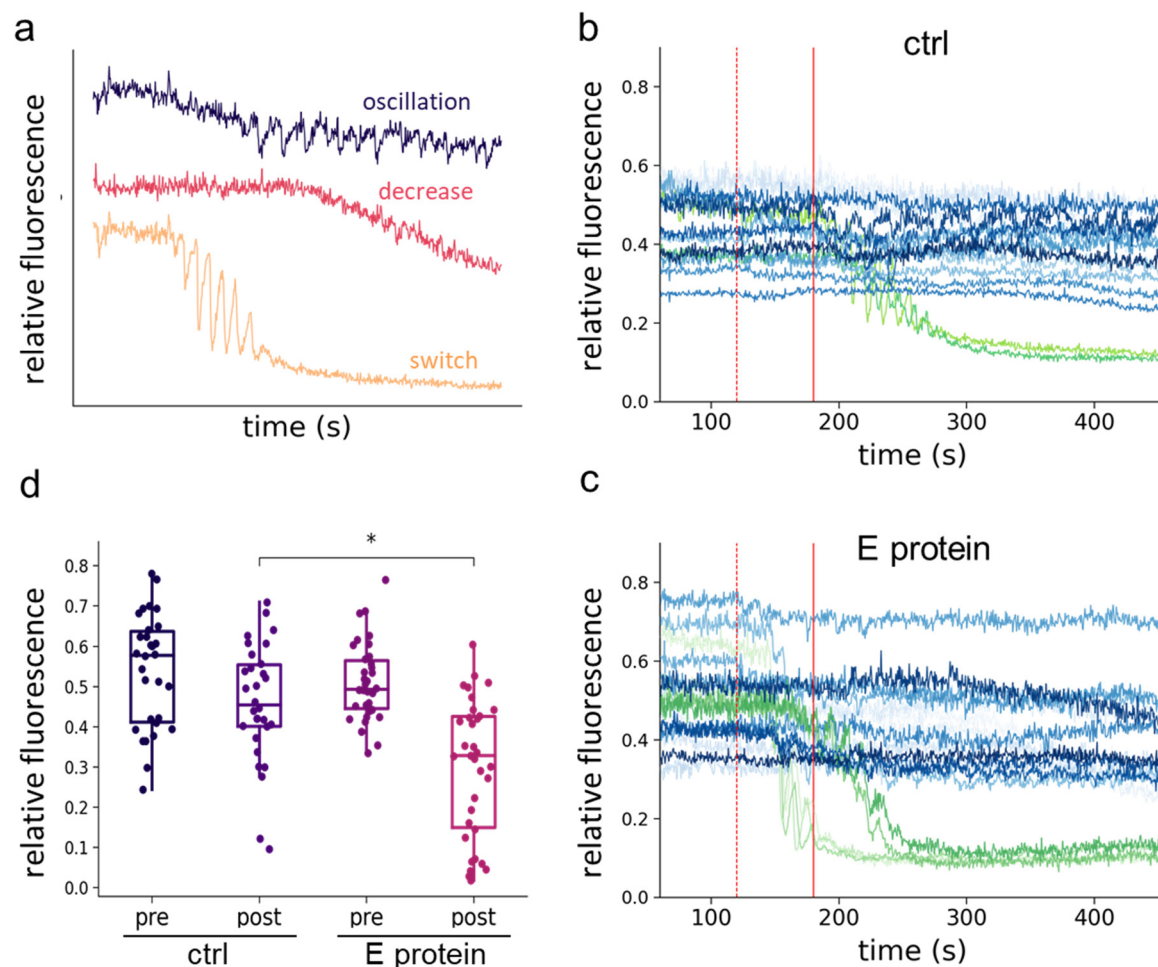 a
relative fluorescence
oscillation
decrease
switch
time (s)
b
ctrl
relative fluorescence
0.8
0.6
0.4
0.2
0.0
100
200
300
400
time (s)
d
relative fluorescence
*
0.8
0.7
0.6
0.5
0.4
0.3
0.2
0.1
0.0
pre
post
pre
post
ctrl
E protein
c
E protein
relative fluorescence
0.8
0.6
0.4
0.2
0.0
100
200
300
400
time (s)